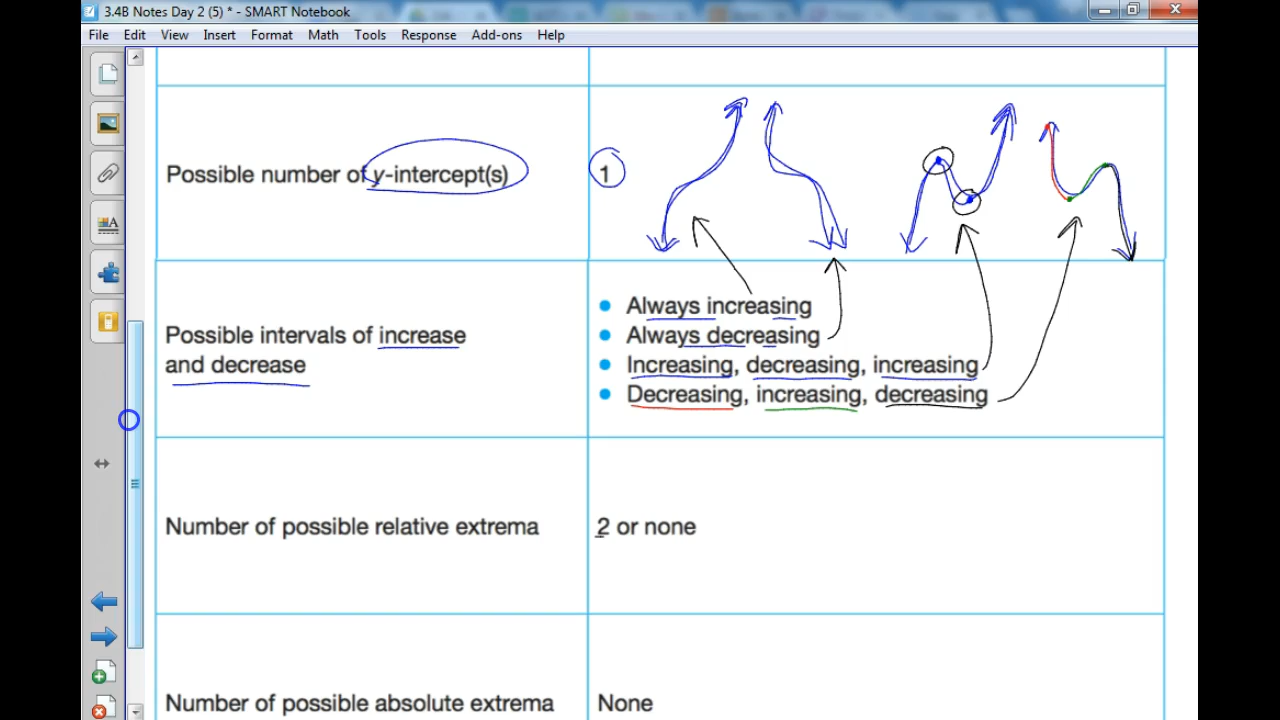 3.4B Notes Day 2 (5) * - SMART Notebook
File Edit View Insert Format Math Tools Response Add-ons Help
Possible number of y-intercept(s)
1
Possible intervals of increase
and decrease
• Always increasing
• Always decreasing
• Increasing, decreasing, increasing
• Decreasing, increasing, decreasing
Number of possible relative extrema
2 or none
Number of possible absolute extrema
None